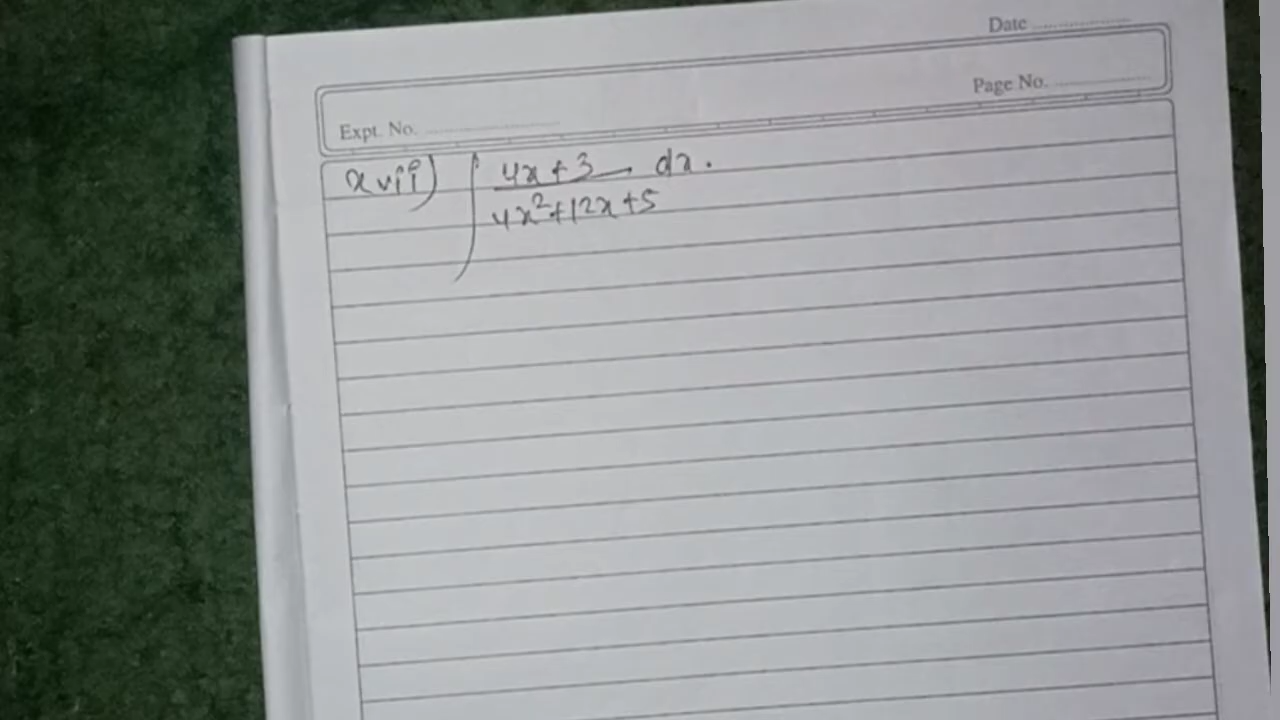 Date
Page No.
Expt. No.
xvii) ∫ 4x+3 dx.
4x²+12x+5